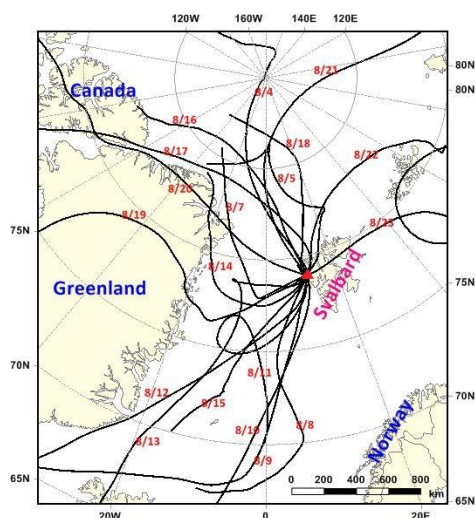 120W 160W 140E 120E
80N
80N
8/21
8/4
Canada
8/16
8/18
8/17
8/22
8/5
8/20
8/7
8/19
8/23
75N
8/14
Svalbard
75N
Greenland
8/11
70N
8/12
8/15
8/8
70N
8/10
8/13
Norway
8/9
65N
65N
0 200 400 600 800
km
20W 0 20E